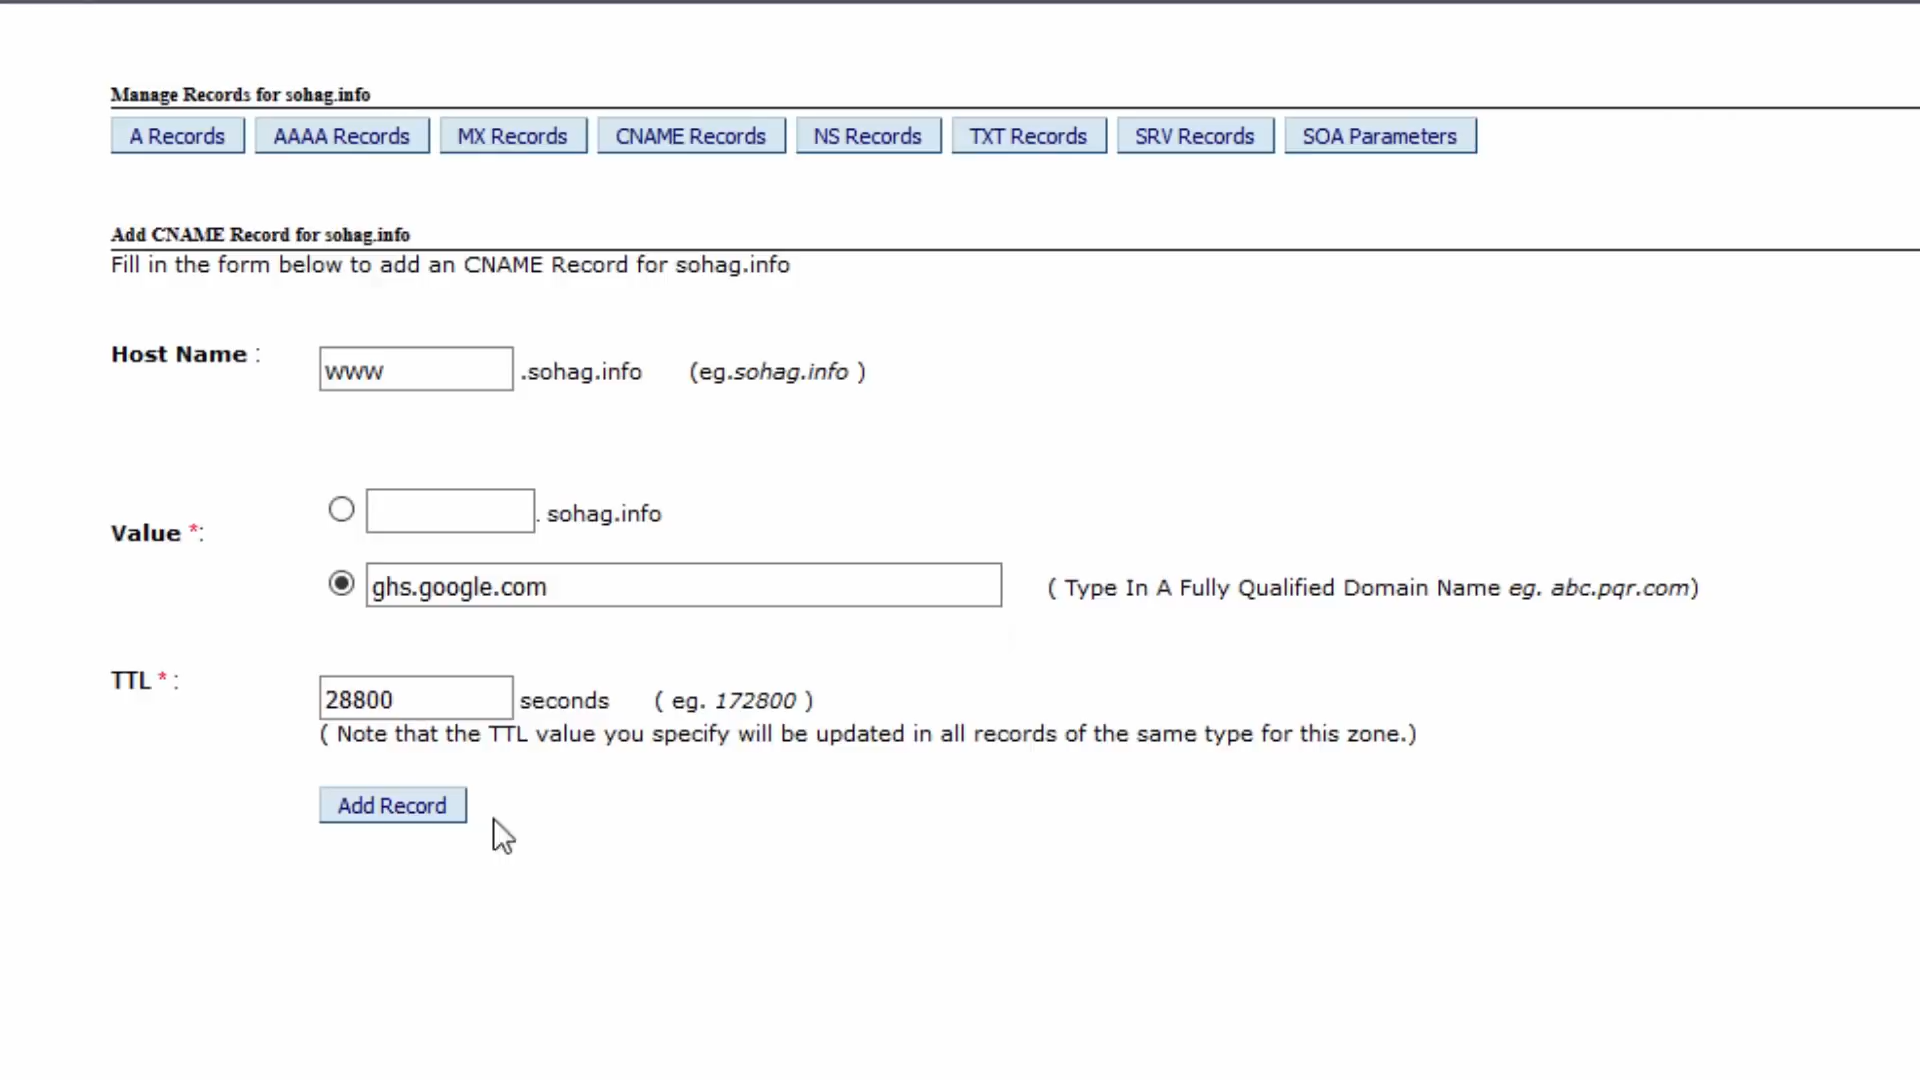 Manage Records for sohag.info
A Records AAAA Records MX Records CNAME Records NS Records TXT Records SRV Records SOA Parameters
Add CNAME Record for sohag.info
Fill in the form below to add an CNAME Record for sohag.info
Host Name : www .sohag.info (eg.sohag.info )
. sohag.info
Value *:
ghs.google.com ( Type In A Fully Qualified Domain Name eg. abc.pqr.com)
TTL * : 28800 seconds ( eg. 172800 )
( Note that the TTL value you specify will be updated in all records of the same type for this zone.)
Add Record